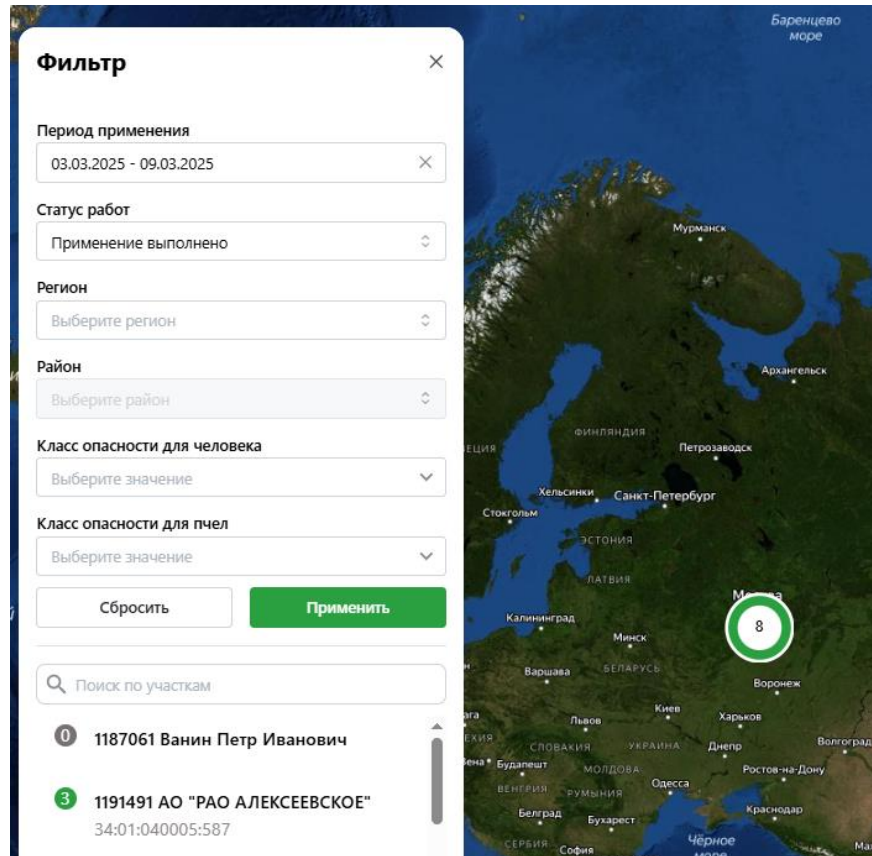 Фильтр
Период применения
03.03.2025 - 09.03.2025
Статус работ
Применение выполнено
Регион
Выберите регион
Район
Выберите район
Класс опасности для человека
Выберите значение
Класс опасности для пчел
Выберите значение
Сбросить
Применить
Поиск по участкам
0
1187061 Ванин Петр Иванович
3
1191491 АО "РАО АЛЕКСЕЕВСКОЕ"
34:01:040005:587
Баренцево
море
Мурманск
Архангельск
ФИНЛЯНДИЯ
Петрозаводск
Хельсинки
Санкт-Петербург
Стокгольм
ЭСТОНИЯ
ЛАТВИЯ
8
Калининград
Минск
Варшава
БЕЛАРУСЬ
Воронеж
Киев
Львов
Харьков
СЛОВАКИЯ
УКРАИНА
Днепр
Волгоград
Будапешт
МОЛДОВА
Ростов-на-Дону
ВЕНГРИЯ
РУМЫНИЯ
Одесса
Белград
Бухарест
Краснодар
СЕРБИЯ
София
Чёрное
море